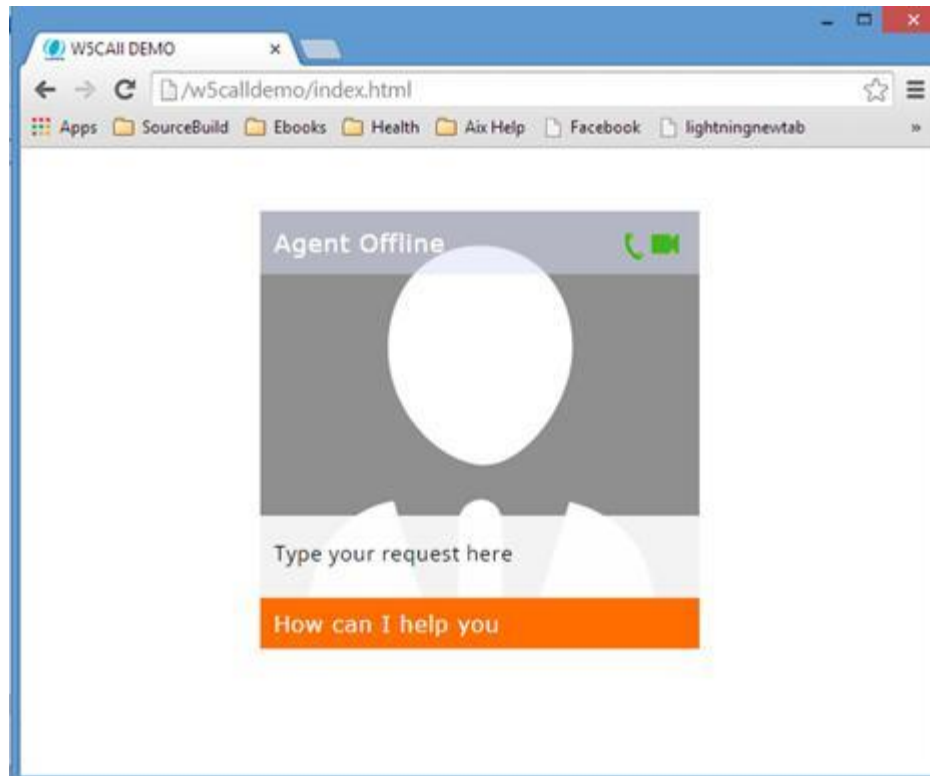 W5CAll DEMO
/w5calldemo/index.html
Apps SourceBuild Ebooks Health Aix Help Facebook lightningnewtab »
Agent Offline
Type your request here
How can I help you